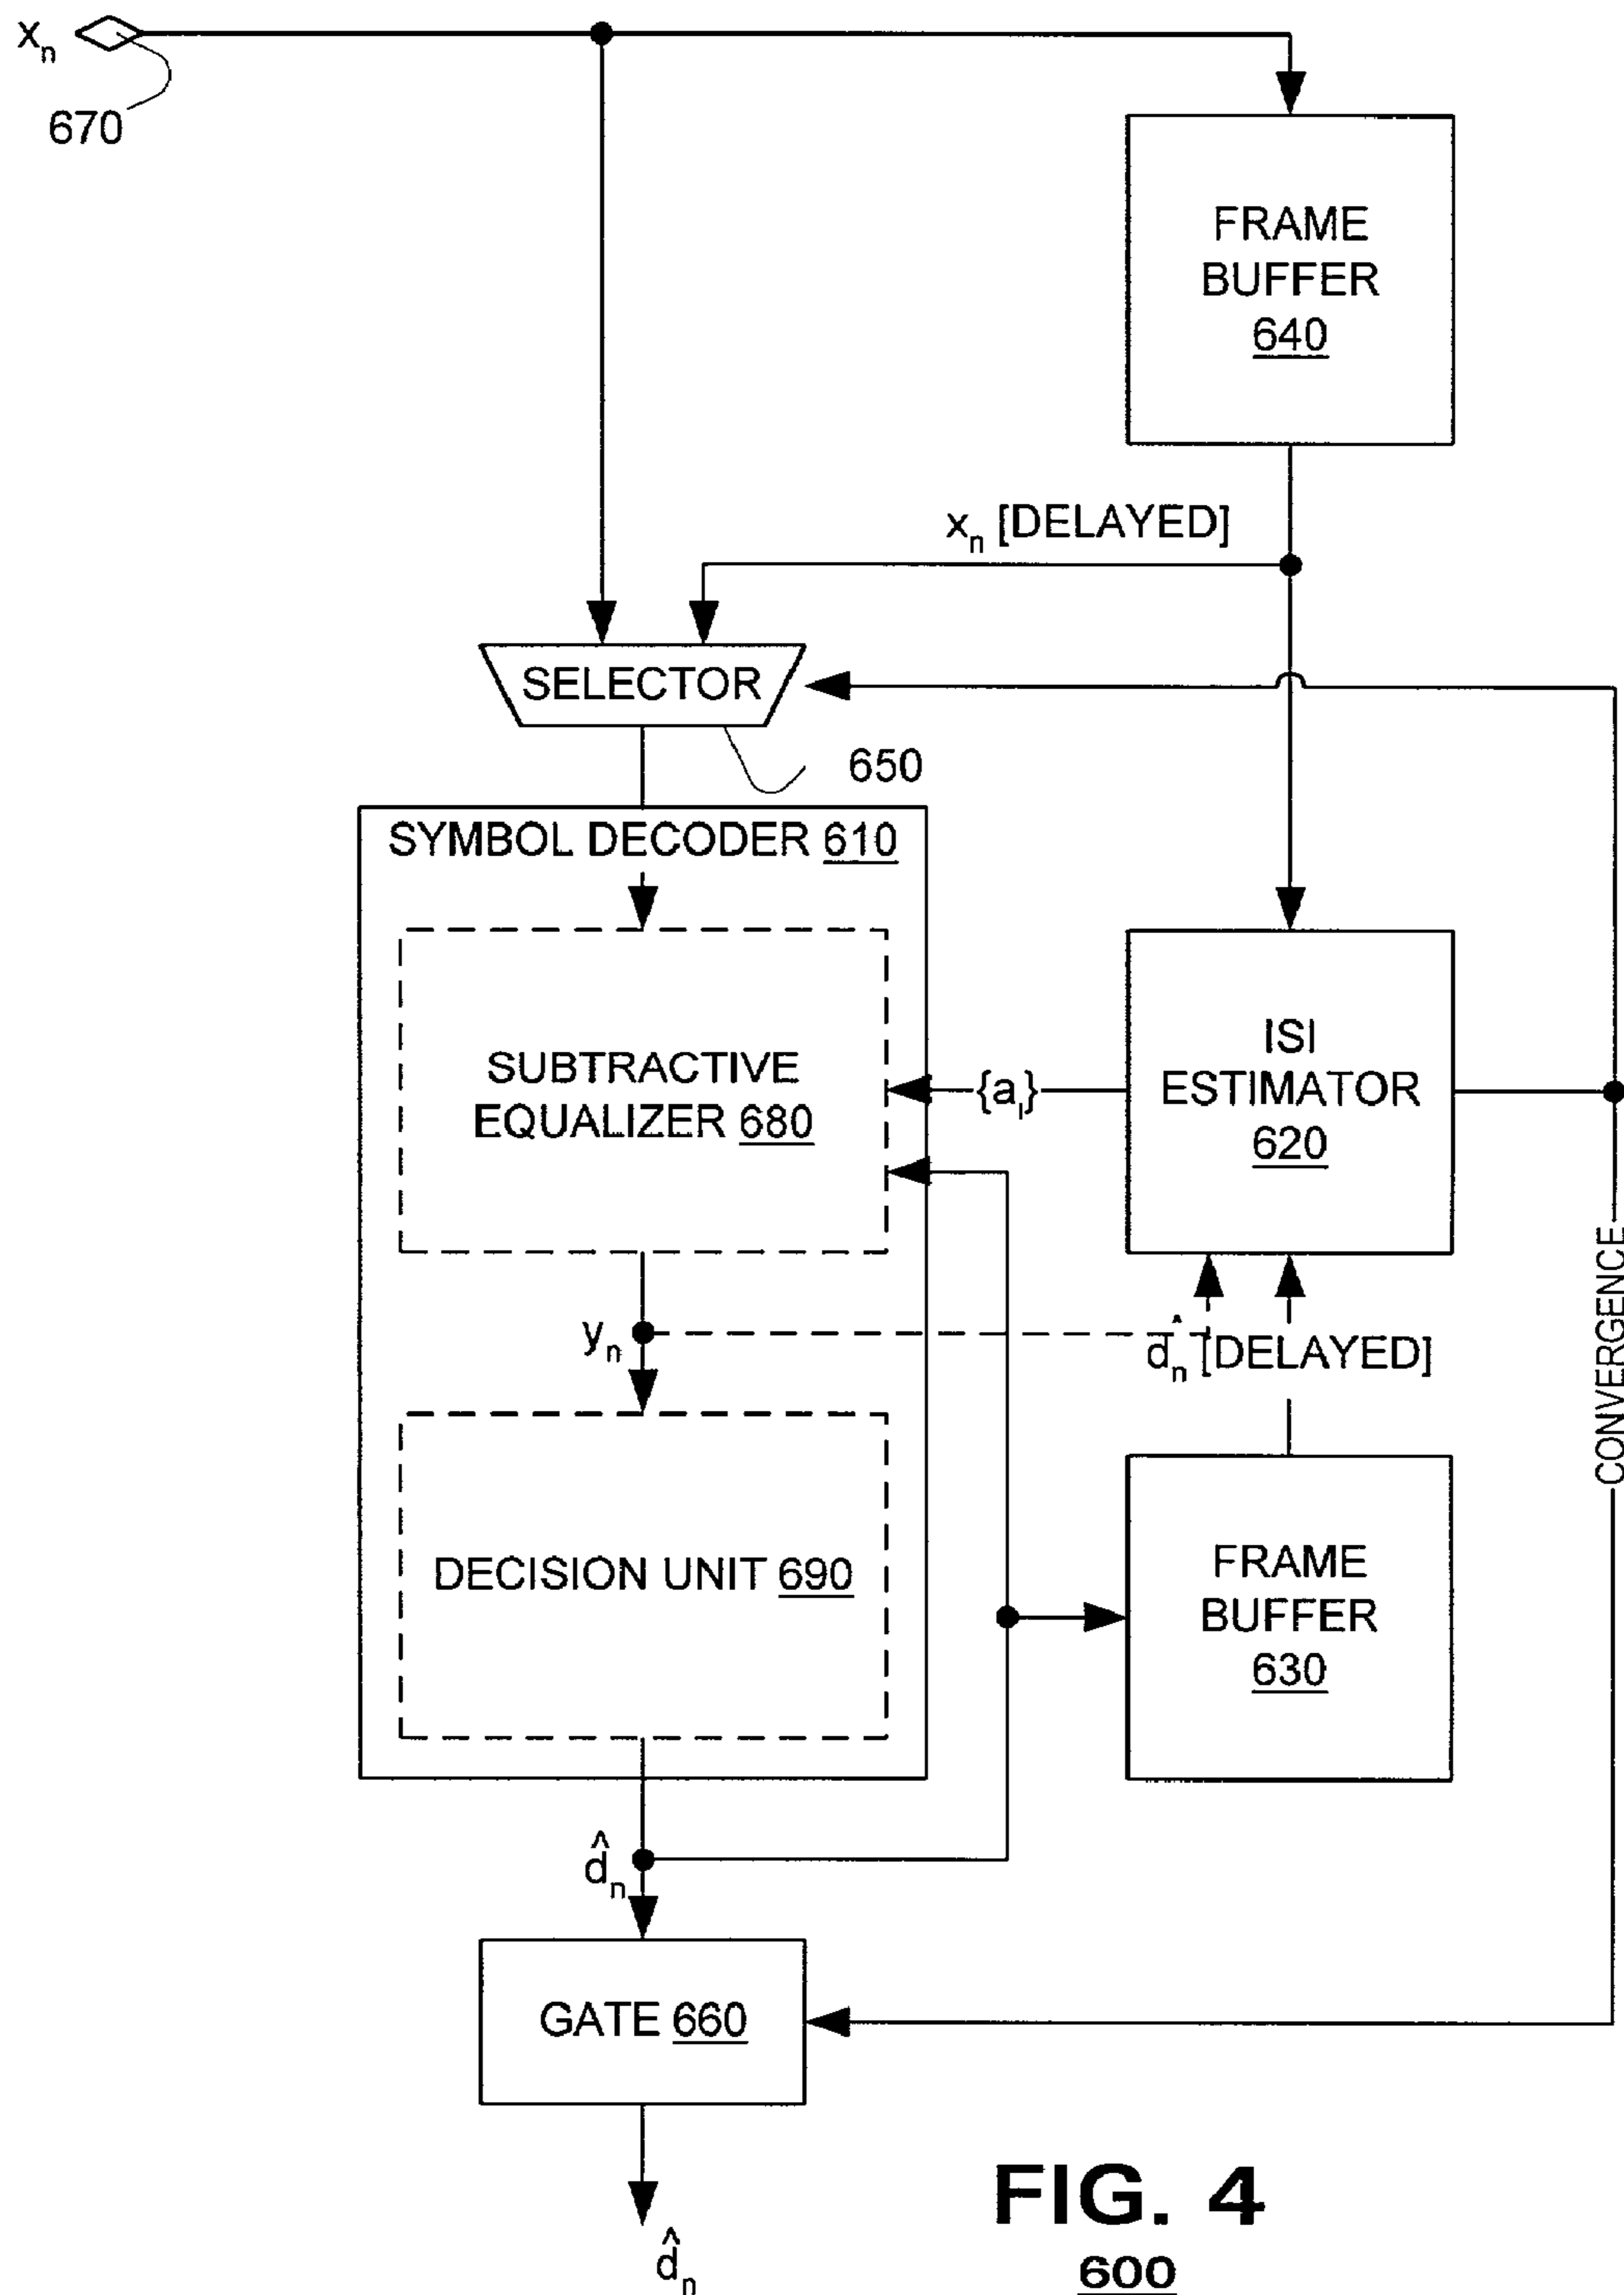 xn
670
FRAME
BUFFER
640
xn [DELAYED]
SELECTOR
650
SYMBOL DECODER 610
SUBTRACTIVE
EQUALIZER 680
{al}
ISI
ESTIMATOR
620
yn
d̂n [DELAYED]
CONVERGENCE
DECISION UNIT 690
FRAME
BUFFER
630
d̂n
GATE 660
d̂n
FIG. 4
600